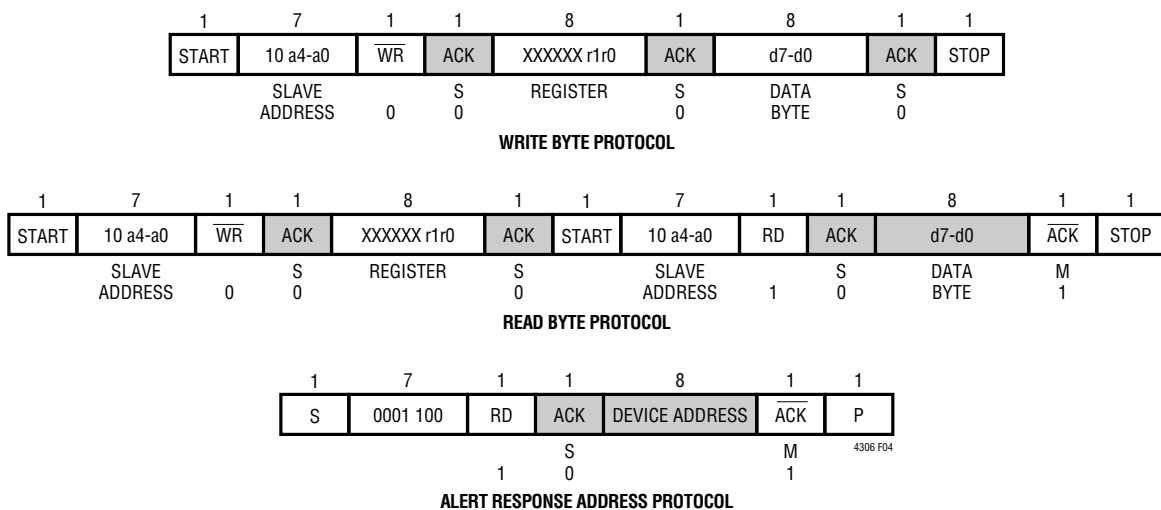 1 7 1 1 8 1 8 1 1
START 10 a4-a0 WR ACK XXXXXX r1r0 ACK d7-d0 ACK STOP
SLAVE S REGISTER S DATA S
ADDRESS 0 0 0 BYTE 0
WRITE BYTE PROTOCOL
1 7 1 1 8 1 1 7 1 1 8 1 1
START 10 a4-a0 WR ACK XXXXXX r1r0 ACK START 10 a4-a0 RD ACK d7-d0 ACK STOP
SLAVE S REGISTER S SLAVE S DATA M
ADDRESS 0 0 0 ADDRESS 1 0 BYTE 1
READ BYTE PROTOCOL
1 7 1 1 8 1 1
S 0001 100 RD ACK DEVICE ADDRESS ACK P
S M 4306 F04
1 0 1
ALERT RESPONSE ADDRESS PROTOCOL